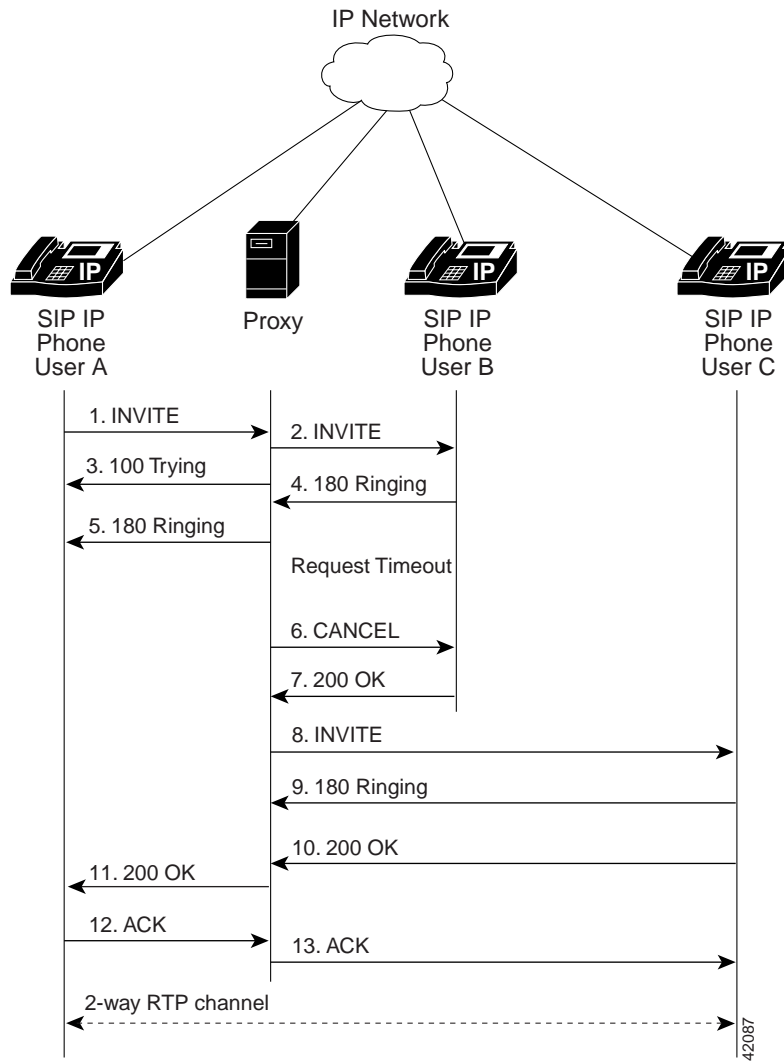 IP Network
IP
IP
IP
SIP IP
Phone
User A
Proxy
SIP IP
Phone
User B
SIP IP
Phone
User C
1. INVITE
2. INVITE
3. 100 Trying
4. 180 Ringing
5. 180 Ringing
Request Timeout
6. CANCEL
7. 200 OK
8. INVITE
9. 180 Ringing
10. 200 OK
11. 200 OK
12. ACK
13. ACK
2-way RTP channel
42087